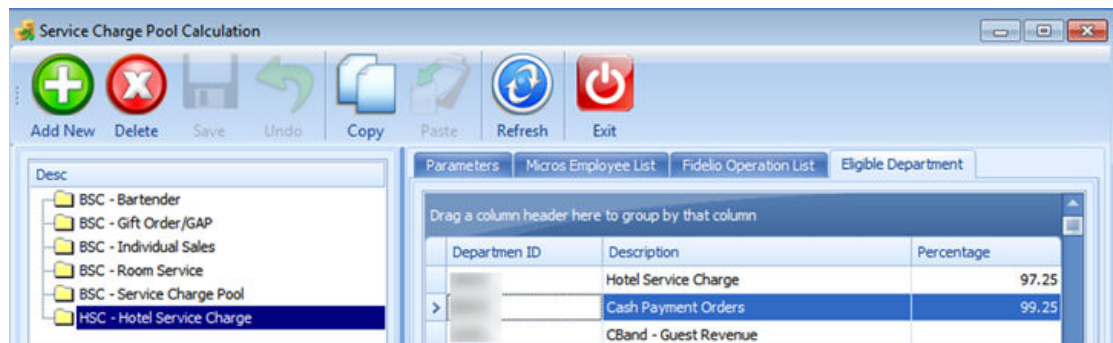 Service Charge Pool Calculation
Add New Delete Save Undo Copy Paste Refresh Exit
Desc
BSC - Bartender
BSC - Gift Order/GAP
BSC - Individual Sales
BSC - Room Service
BSC - Service Charge Pool
HSC - Hotel Service Charge
Parameters Micros Employee List Fidelio Operation List Eligible Department
Drag a column header here to group by that column
Departmen ID Description Percentage
Hotel Service Charge 97.25
Cash Payment Orders 99.25
CBand - Guest Revenue